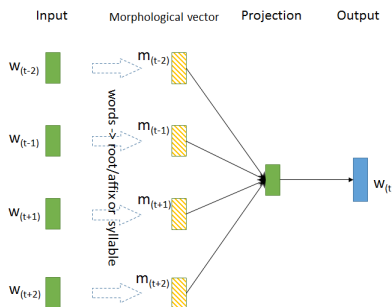 Input Morphological vector Projection Output
w(t-2) m(t-2)
w(t-1) m(t-1)
w(t+1) m(t+1)
w(t+2) m(t+2)
words -> root/affix or syllable
w(t